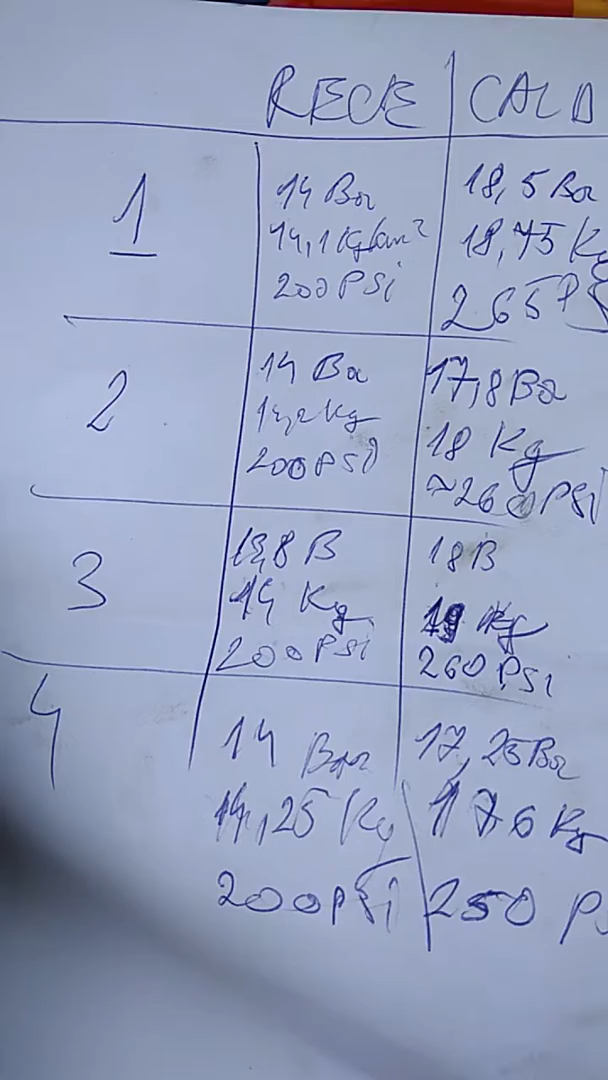 RECE CALD
1
14 Bar 18,5 Bar
14,1 Kg/cm² 18,75 Kg
200 PSi 265 PS
2
14 Bar 17,8 Bar
14,2 kg 18 Kg
200 PSi ~260 PSi
3
13,8 B 18 B
14 Kg Kg
200 PSi 260 PSi
4
14 Bar 17,25 Bar
14,25 Kg 17,6 Kg
200 PSi 250 PS